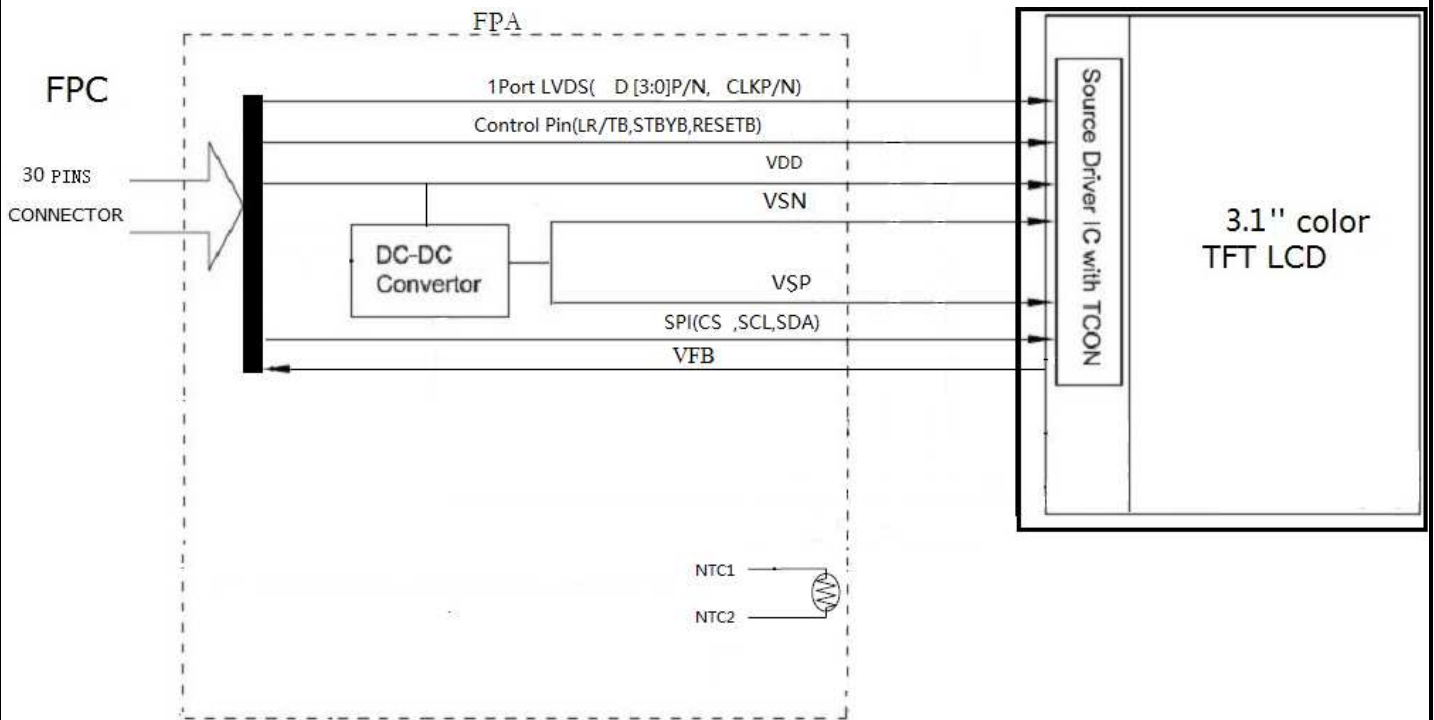 FPA
FPC
1Port LVDS( D [3:0]P/N, CLKP/N)
Control Pin(LR/TB,STBYB,RESETB)
30 PINS
CONNECTOR
VDD
VSN
DC-DC
Convertor
VSP
SPI(CS ,SCL,SDA)
VFB
Source Driver IC with TCON
3.1'' color
TFT LCD
NTC1
NTC2